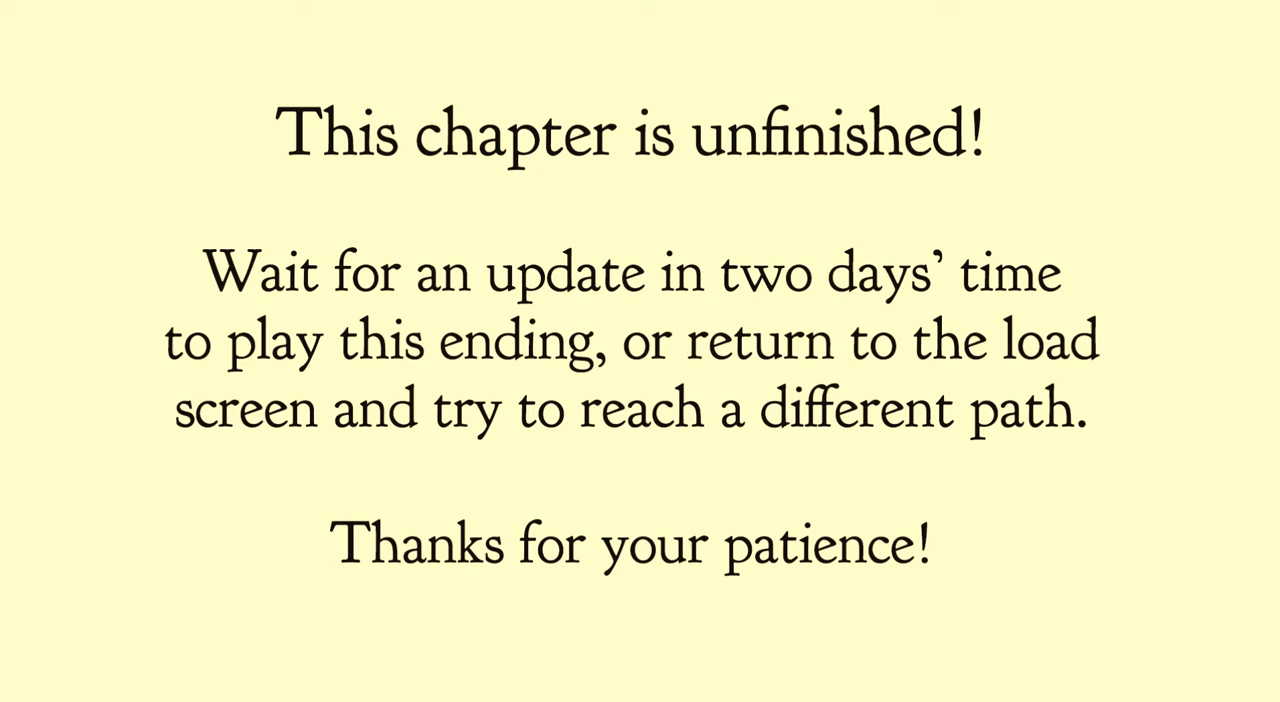 This chapter is unfinished!
Wait for an update in two days’ time
to play this ending, or return to the load
screen and try to reach a different path.
Thanks for your patience!